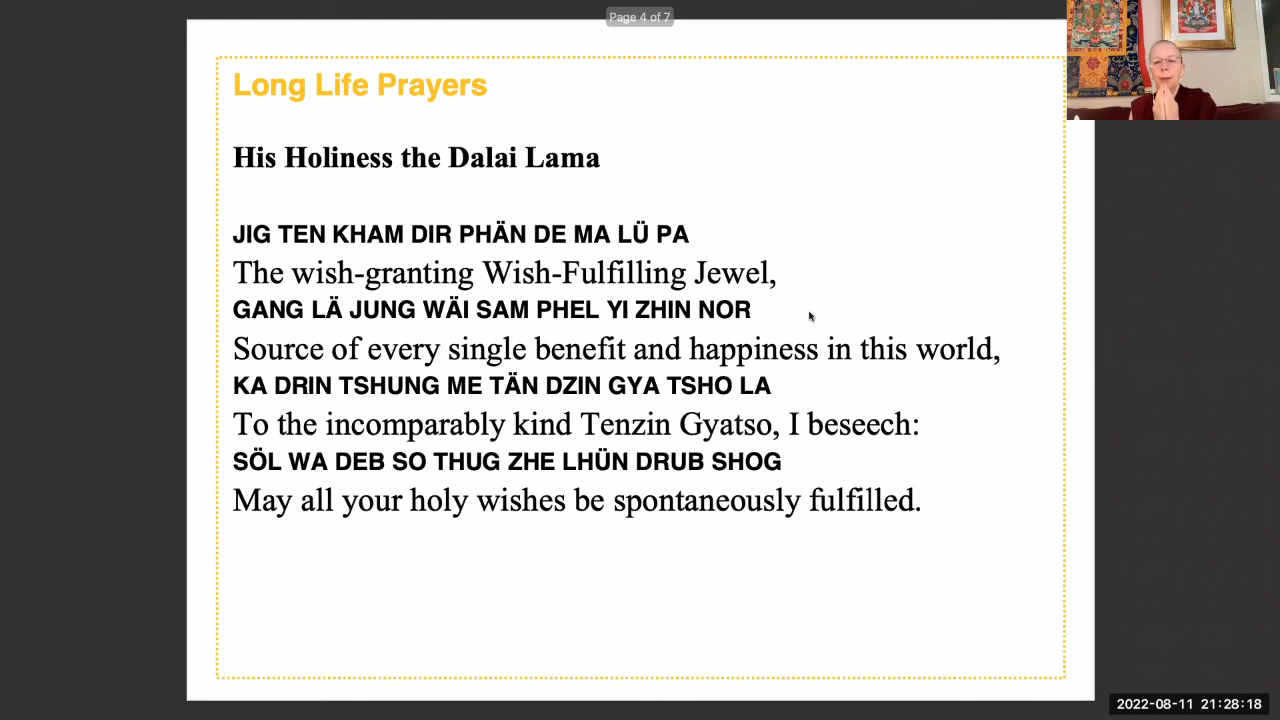 Page 4 of 7
Long Life Prayers
His Holiness the Dalai Lama
JIG TEN KHAM DIR PHÄN DE MA LÜ PA
The wish-granting Wish-Fulfilling Jewel,
GANG LÄ JUNG WÄI SAM PHEL YI ZHIN NOR
Source of every single benefit and happiness in this world,
KA DRIN TSHUNG ME TÄN DZIN GYA TSHO LA
To the incomparably kind Tenzin Gyatso, I beseech:
SÖL WA DEB SO THUG ZHE LHÜN DRUB SHOG
May all your holy wishes be spontaneously fulfilled.
2022-08-11 21:28:18